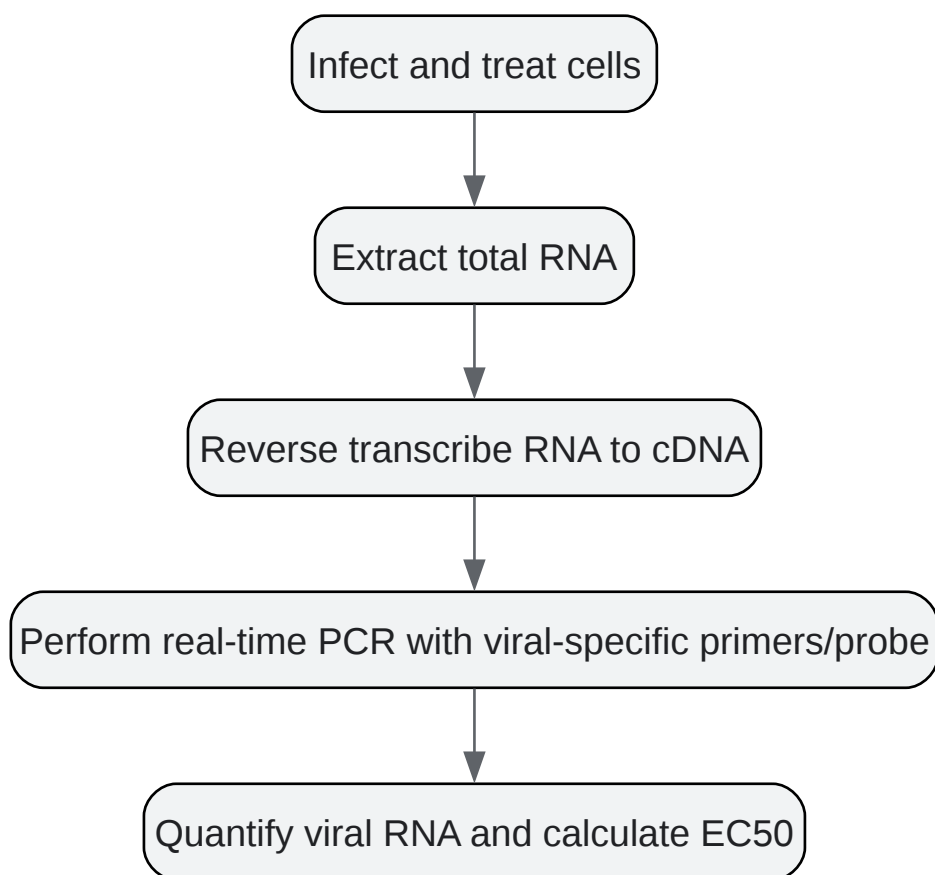 Infect and treat cells
Extract total RNA
Reverse transcribe RNA to cDNA
Perform real-time PCR with viral-specific primers/probe
Quantify viral RNA and calculate EC50